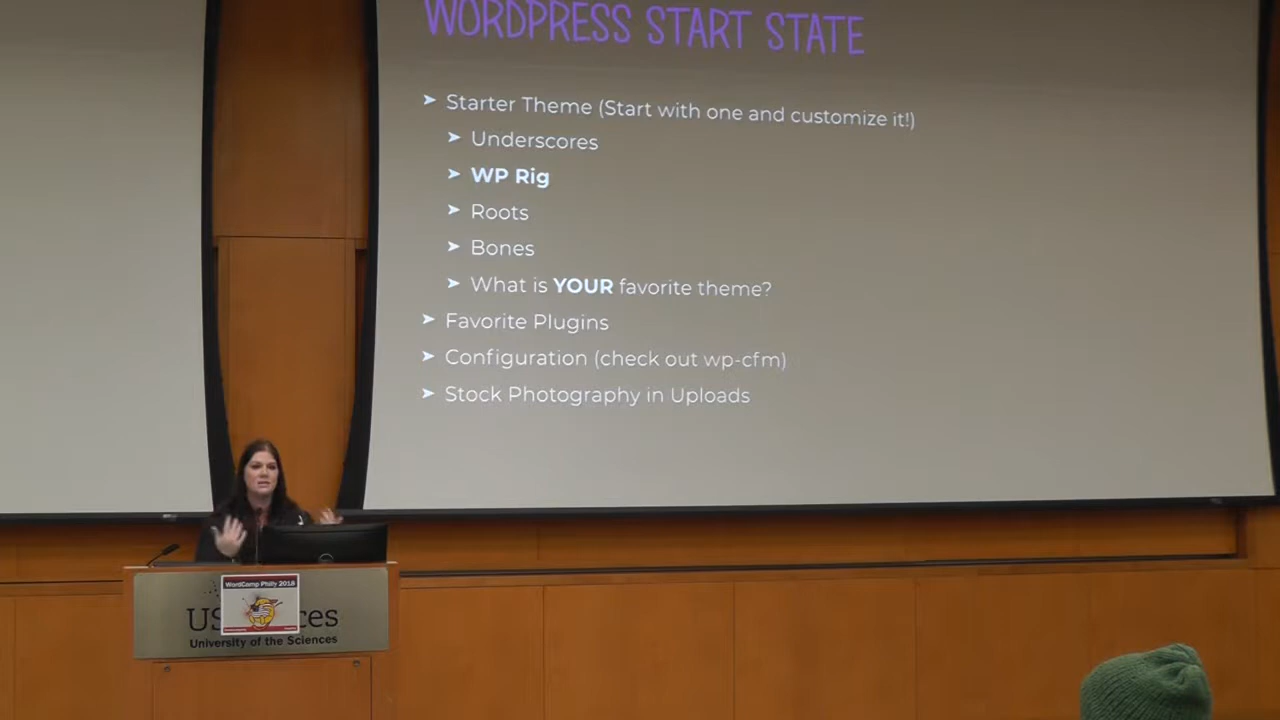 WORDPRESS START STATE
➤ Starter Theme (Start with one and customize it!)
➤ Underscores
➤ WP Rig
➤ Roots
➤ Bones
➤ What is YOUR favorite theme?
➤ Favorite Plugins
➤ Configuration (check out wp-cfm)
➤ Stock Photography in Uploads
WordCamp Philly 2018
US ces
University of the Sciences